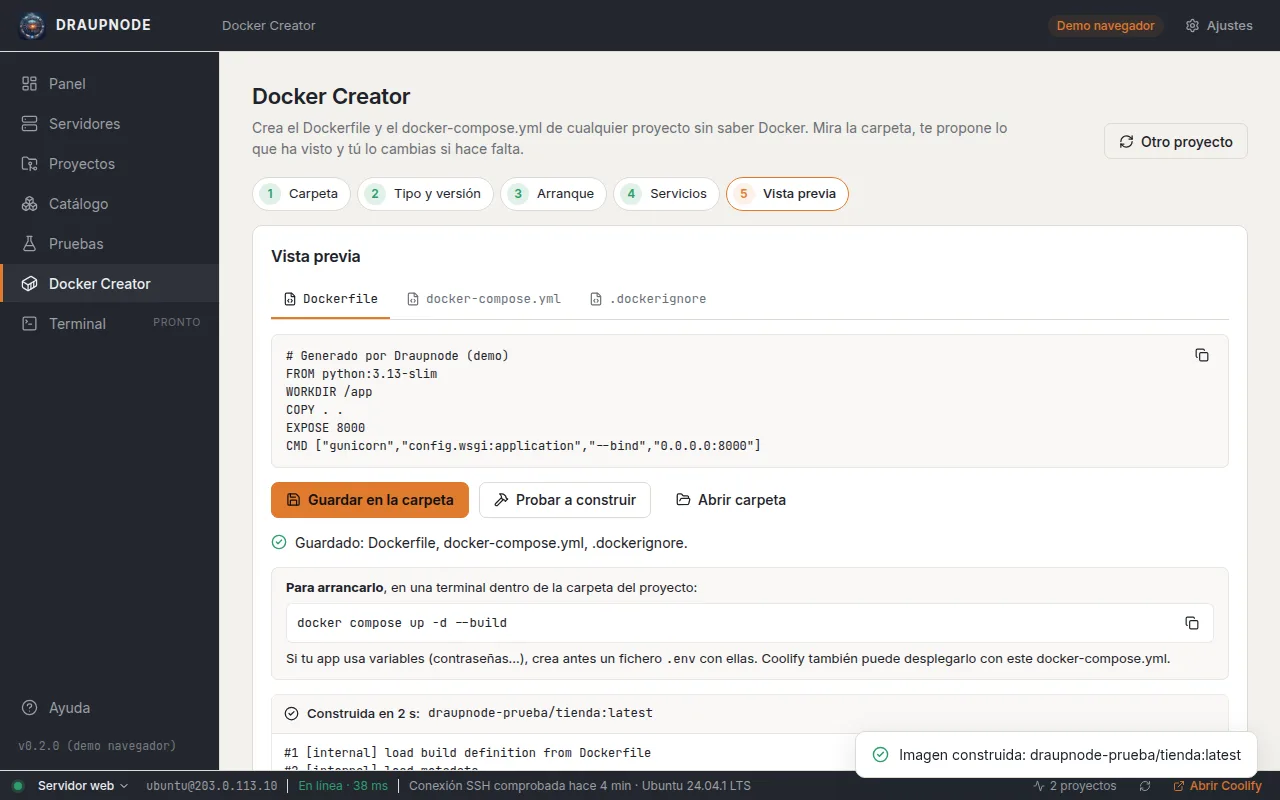 DRAUPNODE
Docker Creator
Demo navegador
Ajustes
Panel
Servidores
Proyectos
Catálogo
Pruebas
Docker Creator
Terminal
PRONTO
Ayuda
v0.2.0 (demo navegador)
Docker Creator
Crea el Dockerfile y el docker-compose.yml de cualquier proyecto sin saber Docker. Mira la carpeta, te propone lo
que ha visto y tú lo cambias si hace falta.
Otro proyecto
1 Carpeta
2 Tipo y versión
3 Arranque
4 Servicios
5 Vista previa
Vista previa
Dockerfile
docker-compose.yml
.dockerignore
# Generado por Draupnode (demo)
FROM python:3.13-slim
WORKDIR /app
COPY . .
EXPOSE 8000
CMD ["gunicorn","config.wsgi:application","--bind","0.0.0.0:8000"]
Guardar en la carpeta
Probar a construir
Abrir carpeta
Guardado: Dockerfile, docker-compose.yml, .dockerignore.
Para arrancarlo, en una terminal dentro de la carpeta del proyecto:
docker compose up -d --build
Si tu app usa variables (contraseñas…), crea antes un fichero .env con ellas. Coolify también puede desplegarlo con este docker-compose.yml.
Construida en 2 s: draupnode-prueba/tienda:latest
#1 [internal] load build definition from Dockerfile
#2 [internal] load metadata
Imagen construida: draupnode-prueba/tienda:latest
Servidor web
ubuntu@203.0.113.10
En línea · 38 ms
Conexión SSH comprobada hace 4 min · Ubuntu 24.04.1 LTS
2 proyectos
Abrir Coolify